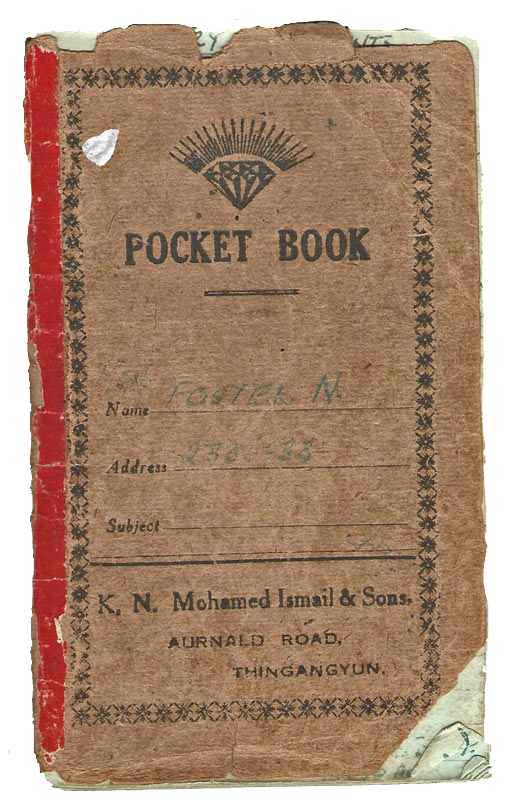 POCKET BOOK
Name FOSTER N.
Address
Subject
K. N. Mohamed Ismail & Sons.
AURNALD ROAD,
THINGANGYUN.